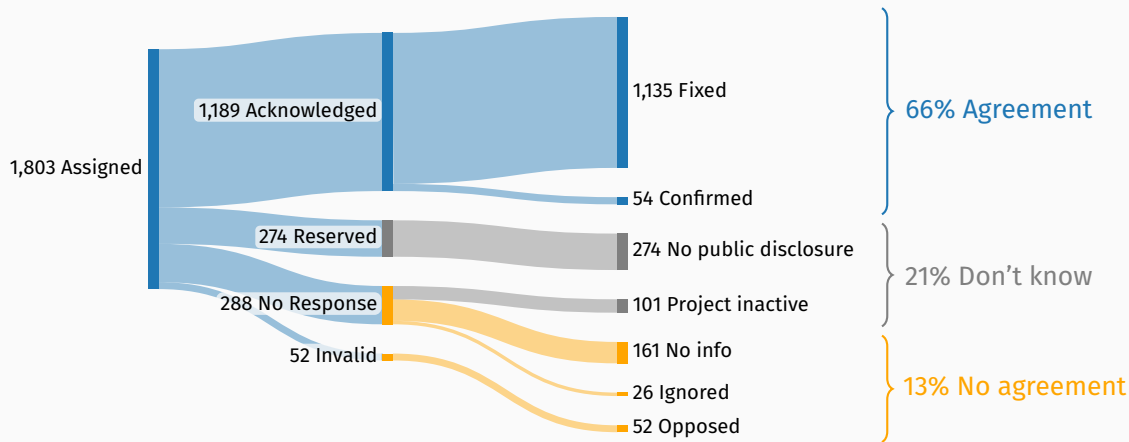 1,803 Assigned
1,189 Acknowledged
274 Reserved
288 No Response
52 Invalid
1,135 Fixed
54 Confirmed
274 No public disclosure
101 Project inactive
161 No info
26 Ignored
52 Opposed
66% Agreement
21% Don’t know
13% No agreement